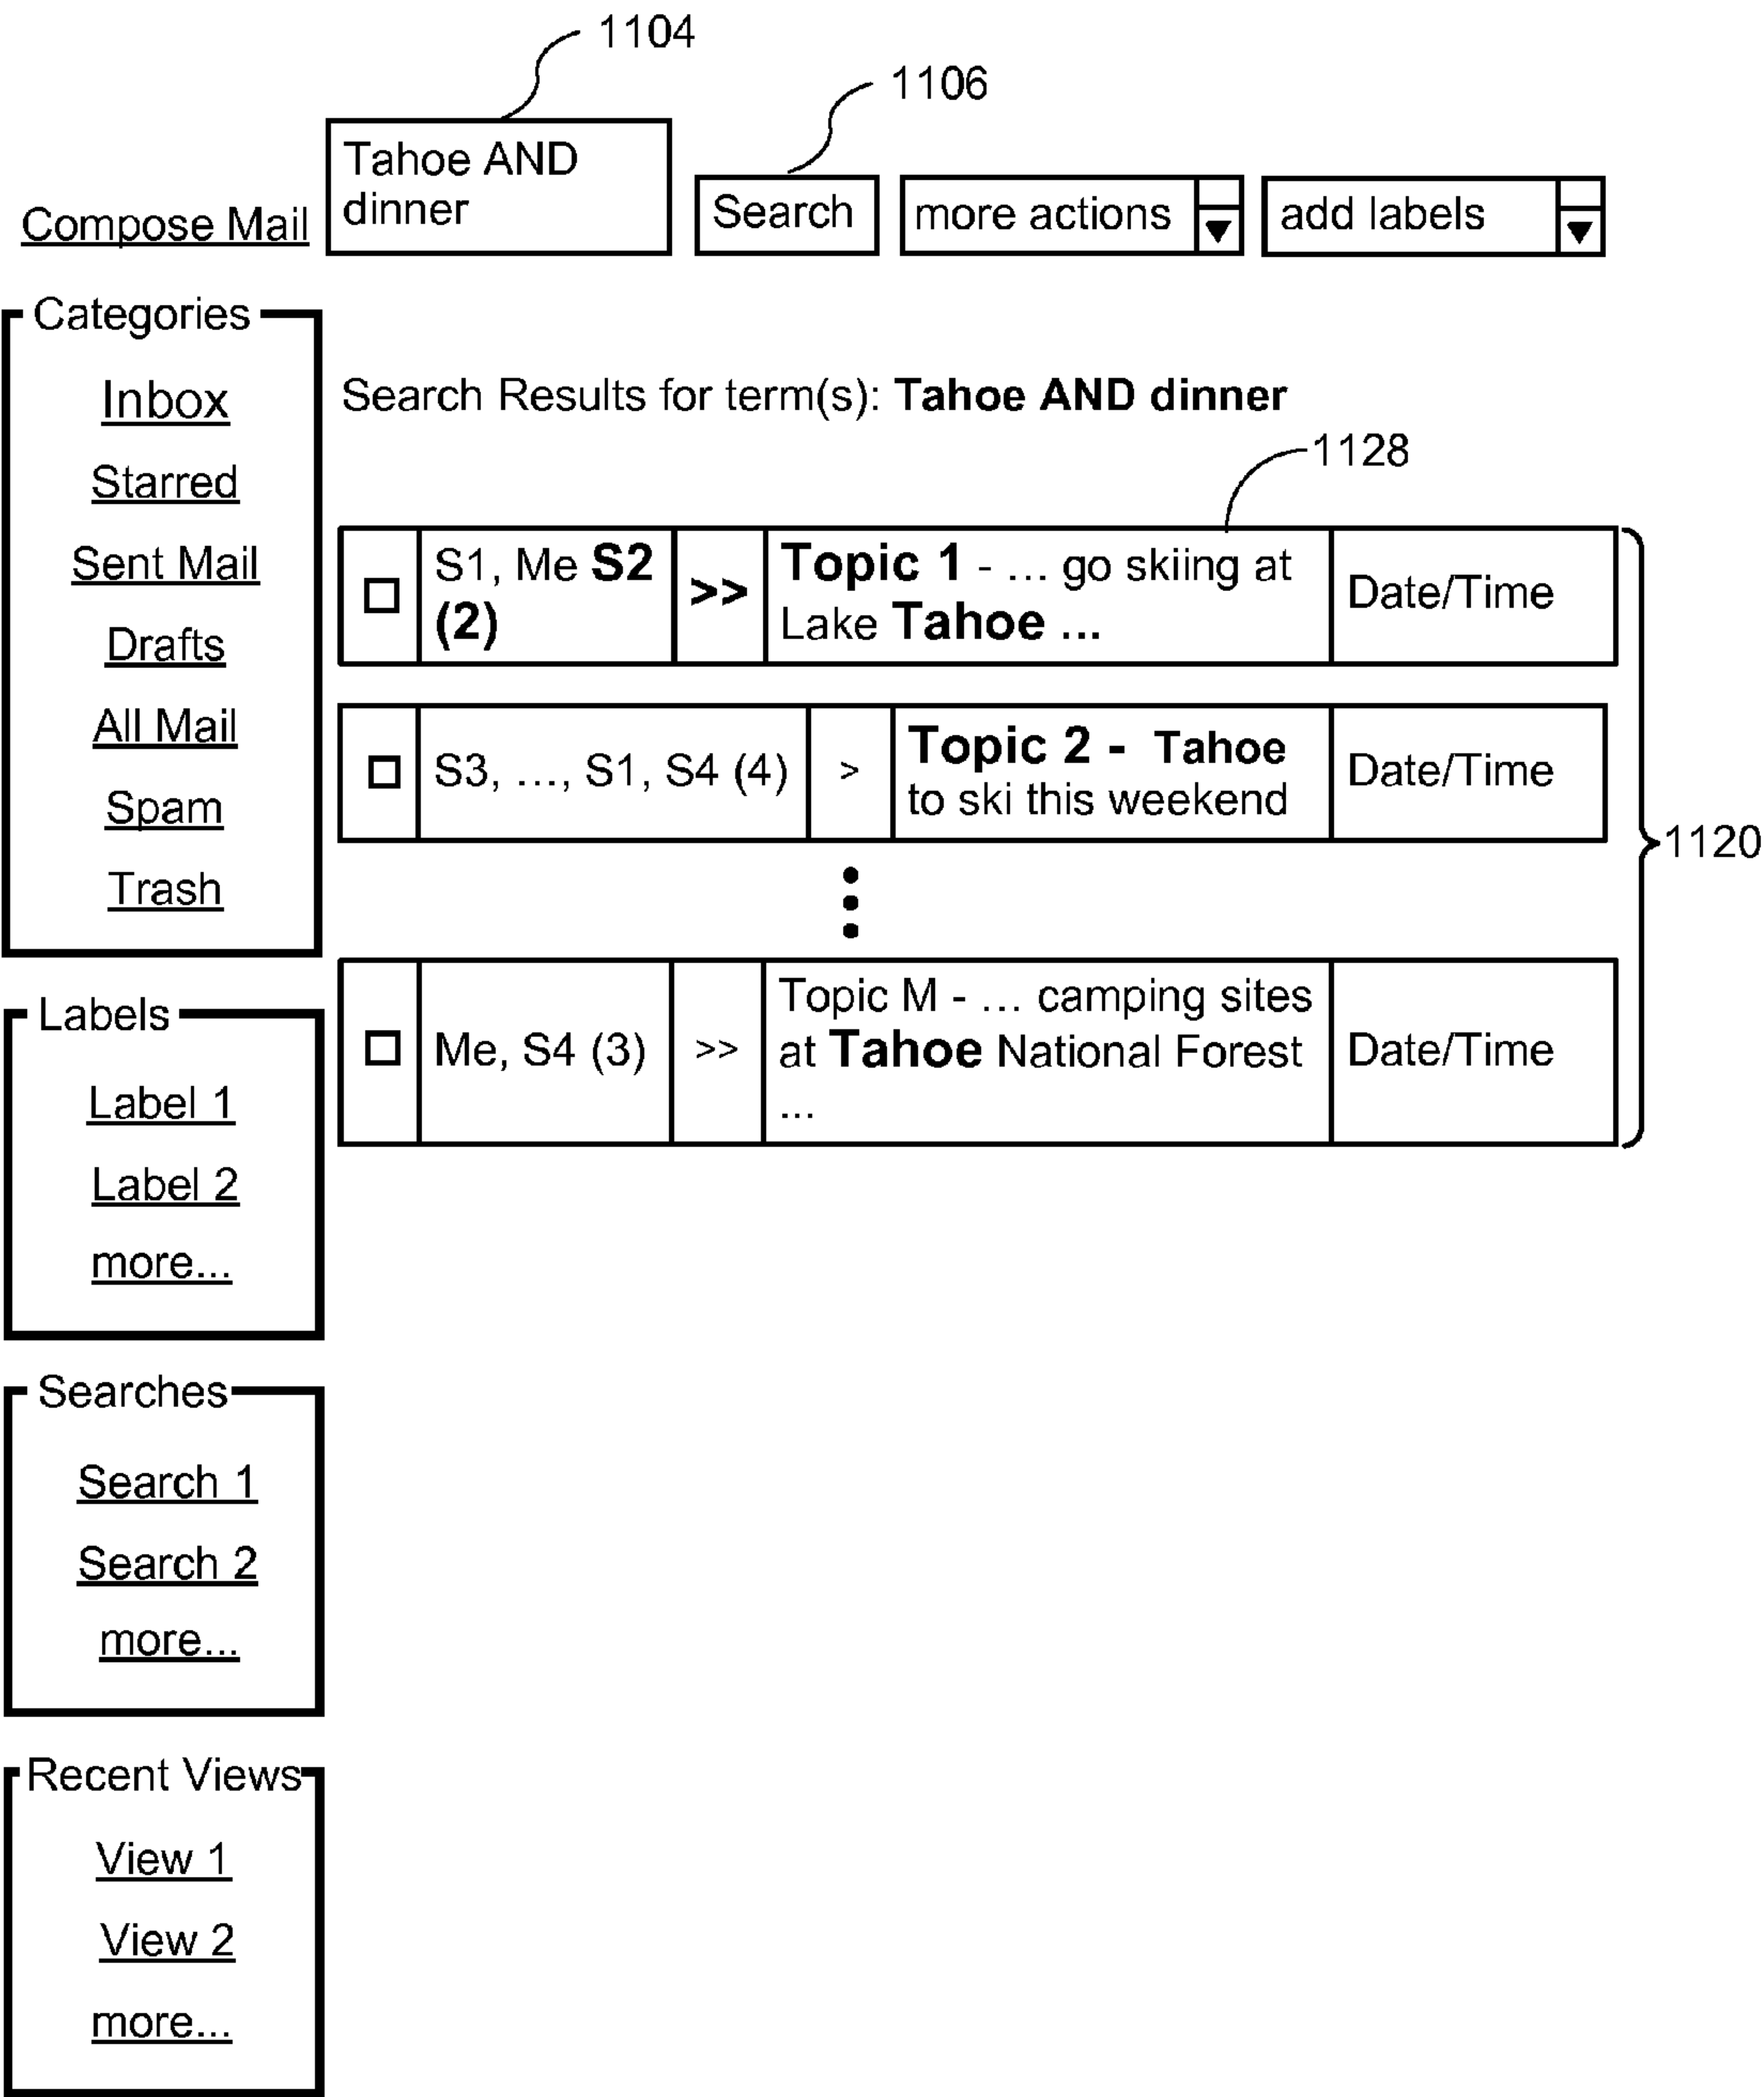 1104
1106
Tahoe AND
dinner
Compose Mail
Search
more actions
add labels
Categories
Inbox
Starred
Sent Mail
Drafts
All Mail
Spam
Trash
Search Results for term(s): Tahoe AND dinner
1128
S1, Me S2
(2)
>>
Topic 1 - ... go skiing at
Lake Tahoe ...
Date/Time
S3, ..., S1, S4 (4)
>
Topic 2 - Tahoe
to ski this weekend
Date/Time
1120
Me, S4 (3)
>>
Topic M - ... camping sites
at Tahoe National Forest
...
Date/Time
Labels
Label 1
Label 2
more...
Searches
Search 1
Search 2
more...
Recent Views
View 1
View 2
more...